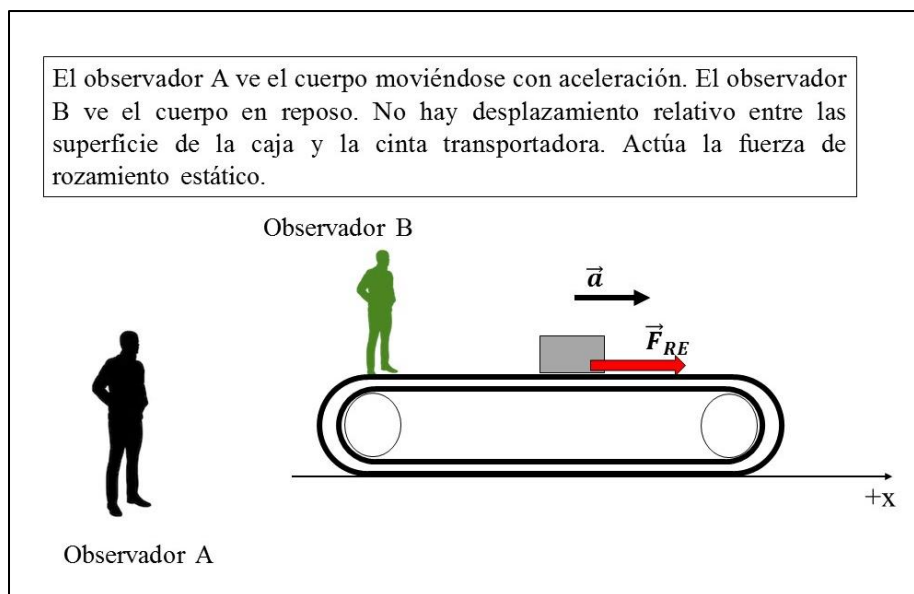 El observador A ve el cuerpo moviéndose con aceleración. El observador
B ve el cuerpo en reposo. No hay desplazamiento relativo entre las
superficie de la caja y la cinta transportadora. Actúa la fuerza de
rozamiento estático.
Observador B
a⃗
F⃗_RE
+x
Observador A